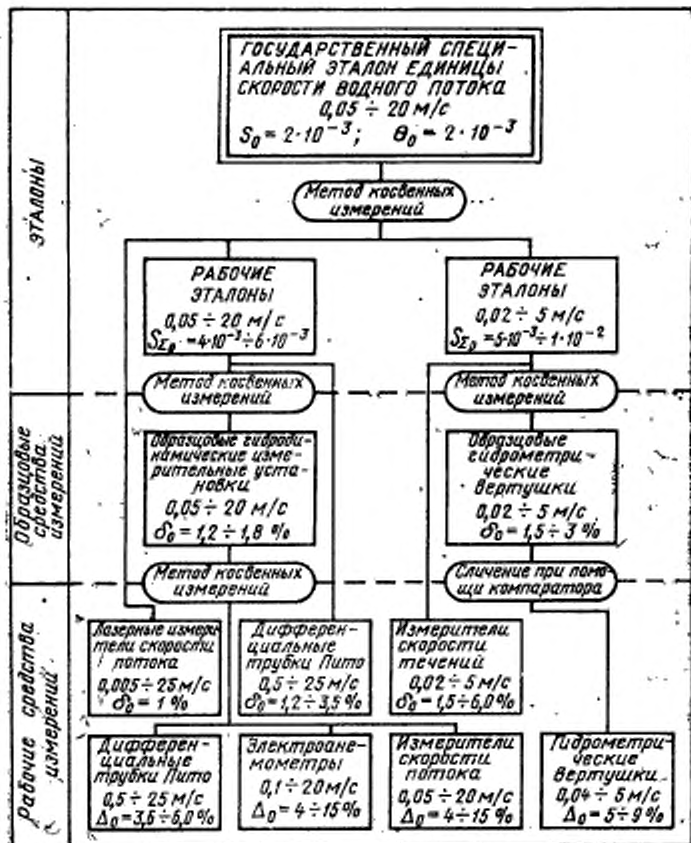 ЭТАЛОНЫ
ГОСУДАРСТВЕННЫЙ СПЕЦИ-
АЛЬНЫЙ ЭТАЛОН ЕДИНИЦЫ
СКОРОСТИ ВОДНОГО ПОТОКА
0,05 ÷ 20 м/с
S₀ = 2·10⁻³; Θ₀ = 2·10⁻³
Метод косвенных
измерений
РАБОЧИЕ
ЭТАЛОНЫ
0,05 ÷ 20 м/с
S_Σ₀ = 4·10⁻³ ÷ 6·10⁻³
РАБОЧИЕ
ЭТАЛОНЫ
0,02 ÷ 5 м/с
S_Σ₀ = 5·10⁻³ ÷ 1·10⁻²
Метод косвенных
измерений
Метод косвенных
измерений
Образцовые
средства
измерений
Образцовые гидроди-
намические изме-
рительные уста-
новки
0,05 ÷ 20 м/с
δ₀ = 1,2 ÷ 1,8 %
Образцовые
гидрометри-
ческие
вертушки
0,02 ÷ 5 м/с
δ₀ = 1,5 ÷ 3 %
Метод косвенных
измерений
Сличение при помо-
щи компаратора
Рабочие средства
измерений
Лазерные измери-
тели скорости
потока
0,005 ÷ 25 м/с
δ₀ = 1 %
Дифферен-
циальные
трубки Пито
0,5 ÷ 25 м/с
δ₀ = 1,2 ÷ 3,5 %
Измерители
скорости
течений
0,02 ÷ 5 м/с
δ₀ = 1,5 ÷ 6,0 %
Дифферен-
циальные
трубки Пито
0,5 ÷ 25 м/с
Δ₀ = 3,6 ÷ 6,0 %
Электроане-
мометры
0,1 ÷ 20 м/с
Δ₀ = 4 ÷ 15 %
Измерители
скорости
потока
0,05 ÷ 20 м/с
Δ₀ = 4 ÷ 15 %
Гидрометри-
ческие
вертушки
0,04 ÷ 5 м/с
Δ₀ = 5 ÷ 9 %